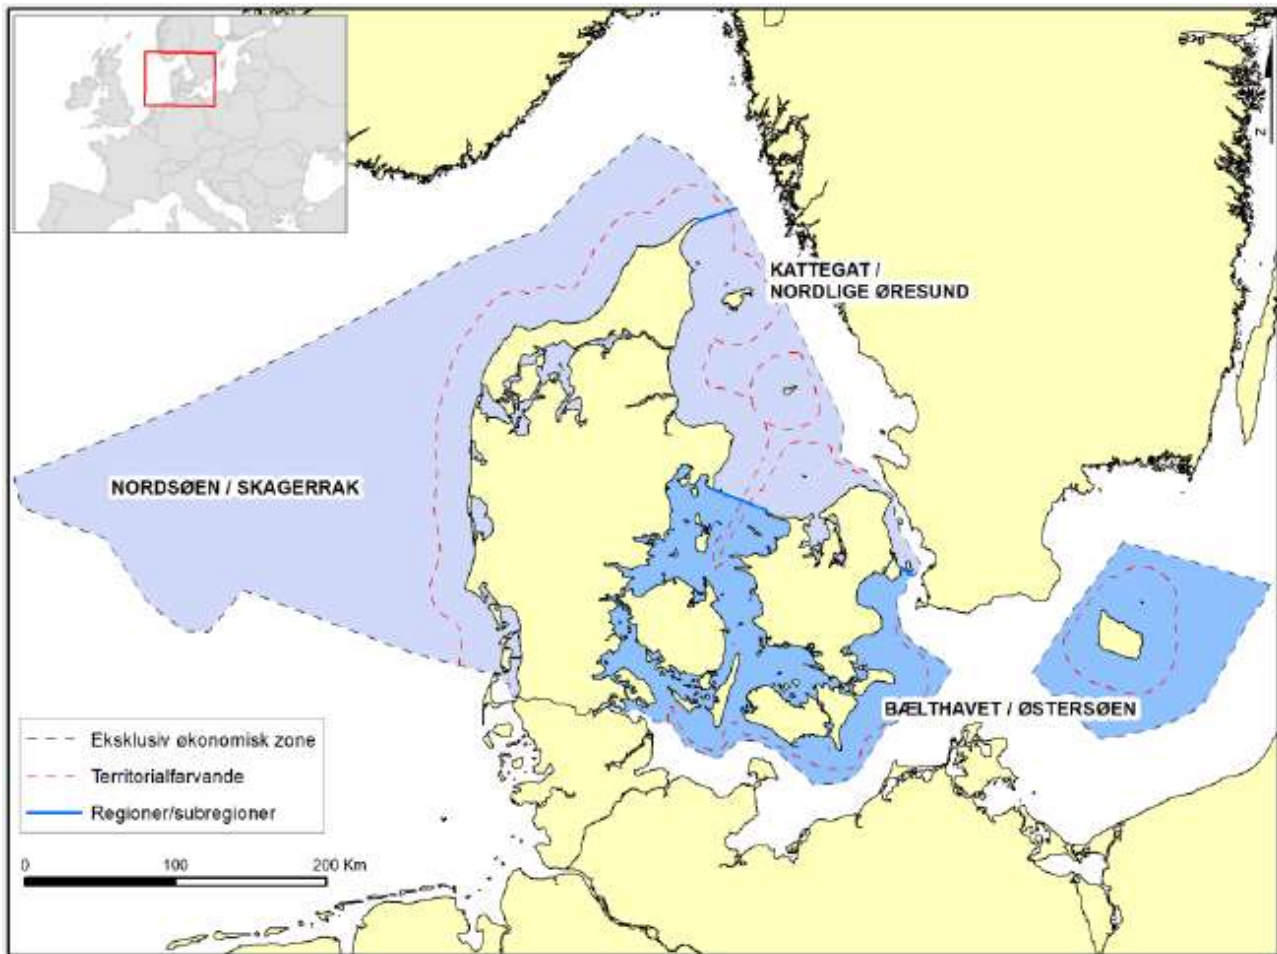 Z
KATTEGAT /
NORDLIGE ØRESUND
NORDSØEN / SKAGERRAK
BÆLTHAVET / ØSTERSØEN
Eksklusiv økonomisk zone
Territorialfarvande
Regioner/subregioner
0 100 200 Km